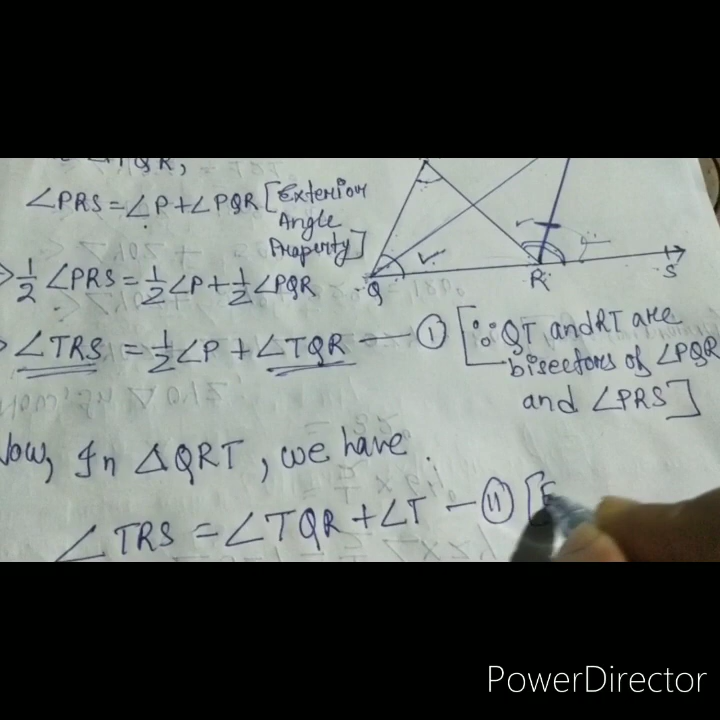 ∠PRS = ∠P + ∠PQR [Exterior Angle Property]
1/2 ∠PRS = 1/2 ∠P + 1/2 ∠PQR
∠TRS = 1/2 ∠P + ∠TQR — (I) [∵ QT and RT are
bisectors of ∠PQR
and ∠PRS]
Q R S
Now, In △QRT, we have.
∠TRS = ∠TQR + ∠T — (II) [E
PowerDirector